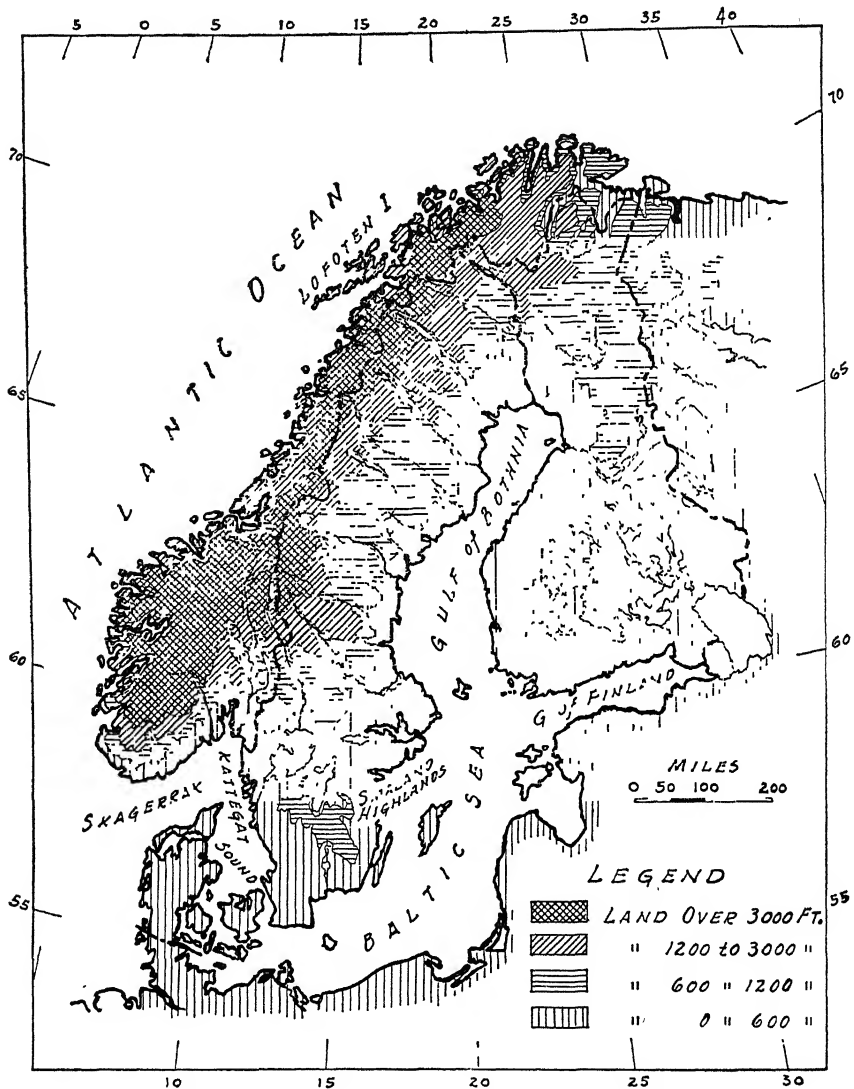 5 0 5 10 15 20 25 30 35 40
70
70
ATLANTIC OCEAN
LOFOTEN I
65
65
GULF of BOTHNIA
60
60
G of FINLAND
SKAGERRAK
KATTEGAT
SOUND
SMALAND
HIGHLANDS
BALTIC SEA
MILES
0 50 100 200
55
55
LEGEND
LAND OVER 3000 FT.
" 1200 to 3000 "
" 600 " 1200 "
" 0 " 600 "
10 15 20 25 30